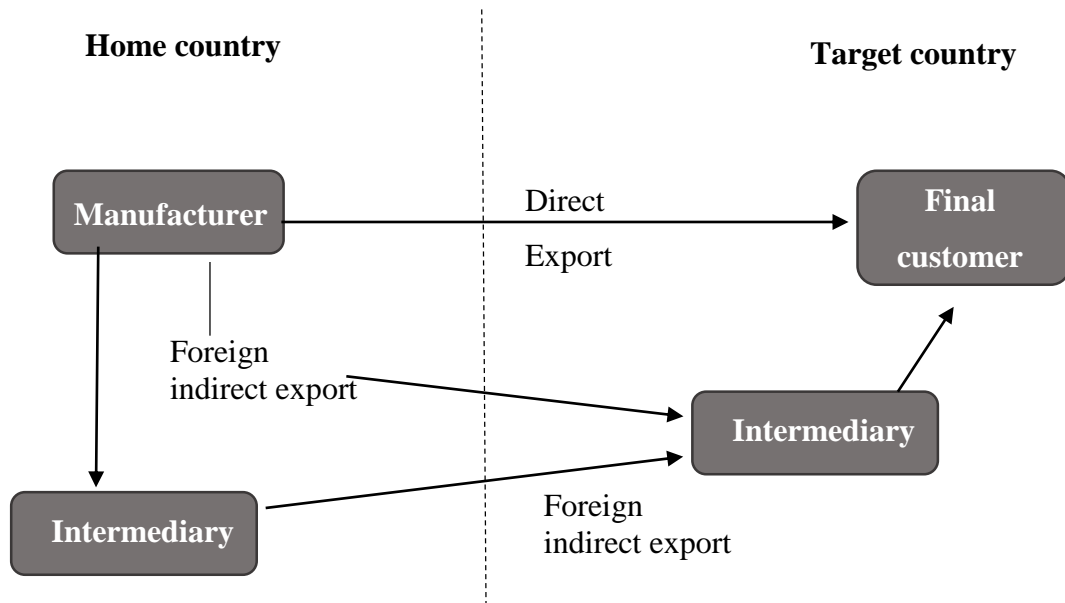 Home country
Target country
Manufacturer
Direct
Export
Final
customer
Foreign
indirect export
Intermediary
Intermediary
Foreign
indirect export